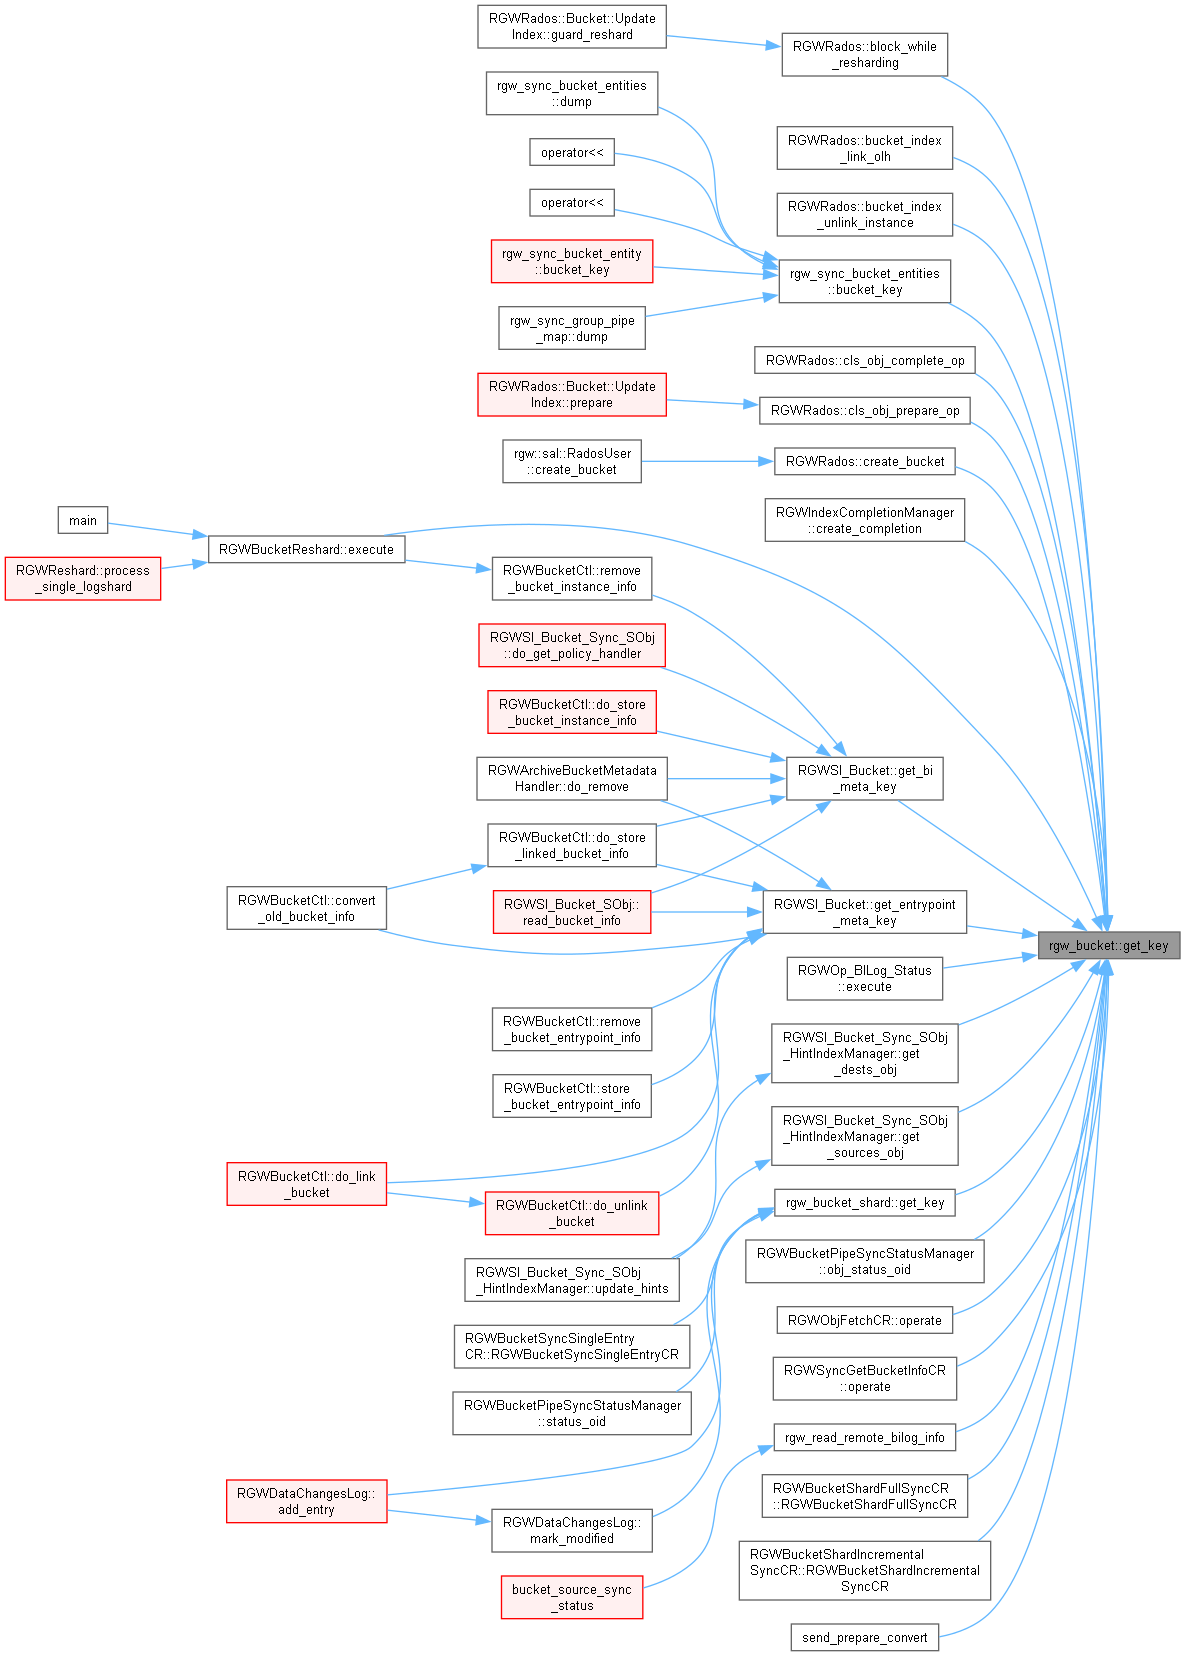 RGWRados::Bucket::Update
Index::guard_reshard
RGWRados::block_while
_resharding
rgw_sync_bucket_entities
::dump
RGWRados::bucket_index
_link_olh
operator<<
operator<<
RGWRados::bucket_index
_unlink_instance
rgw_sync_bucket_entity
::bucket_key
rgw_sync_bucket_entities
::bucket_key
rgw_sync_group_pipe
_map::dump
RGWRados::cls_obj_complete_op
RGWRados::Bucket::Update
Index::prepare
RGWRados::cls_obj_prepare_op
rgw::sal::RadosUser
::create_bucket
RGWRados::create_bucket
RGWIndexCompletionManager
::create_completion
main
RGWBucketReshard::execute
RGWReshard::process
_single_logshard
RGWBucketCtl::remove
_bucket_instance_info
RGWSI_Bucket_Sync_SObj
::do_get_policy_handler
RGWBucketCtl::do_store
_bucket_instance_info
RGWArchiveBucketMetadata
Handler::do_remove
RGWSI_Bucket::get_bi
_meta_key
RGWBucketCtl::do_store
_linked_bucket_info
RGWBucketCtl::convert
_old_bucket_info
RGWSI_Bucket_SObj::
read_bucket_info
RGWSI_Bucket::get_entrypoint
_meta_key
rgw_bucket::get_key
RGWOp_BILog_Status
::execute
RGWBucketCtl::remove
_bucket_entrypoint_info
RGWSI_Bucket_Sync_SObj
_HintIndexManager::get
_dests_obj
RGWBucketCtl::store
_bucket_entrypoint_info
RGWSI_Bucket_Sync_SObj
_HintIndexManager::get
_sources_obj
RGWBucketCtl::do_link
_bucket
RGWBucketCtl::do_unlink
_bucket
rgw_bucket_shard::get_key
RGWBucketPipeSyncStatusManager
::obj_status_oid
RGWSI_Bucket_Sync_SObj
_HintIndexManager::update_hints
RGWObjFetchCR::operate
RGWBucketSyncSingleEntry
CR::RGWBucketSyncSingleEntryCR
RGWSyncGetBucketInfoCR
::operate
RGWBucketPipeSyncStatusManager
::status_oid
rgw_read_remote_bilog_info
RGWDataChangesLog::
add_entry
RGWBucketShardFullSyncCR
::RGWBucketShardFullSyncCR
RGWDataChangesLog::
mark_modified
RGWBucketShardIncremental
SyncCR::RGWBucketShardIncremental
SyncCR
bucket_source_sync
_status
send_prepare_convert